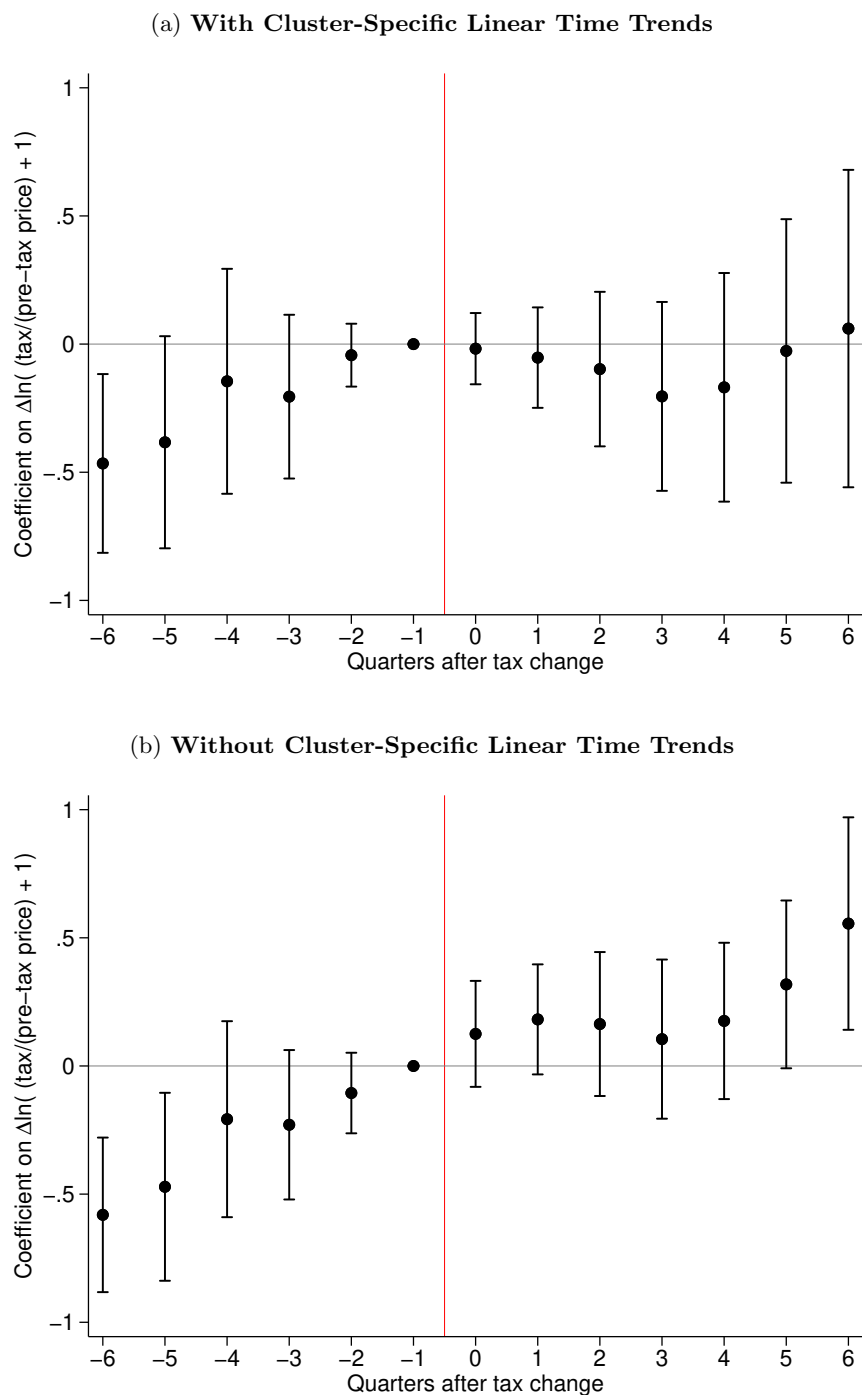 (a) With Cluster-Specific Linear Time Trends
Coefficient on Δln( (tax/(pre−tax price) + 1)
1
.5
0
−.5
−1
−6 −5 −4 −3 −2 −1 0 1 2 3 4 5 6
Quarters after tax change
(b) Without Cluster-Specific Linear Time Trends
Coefficient on Δln( (tax/(pre−tax price) + 1)
1
.5
0
−.5
−1
−6 −5 −4 −3 −2 −1 0 1 2 3 4 5 6
Quarters after tax change